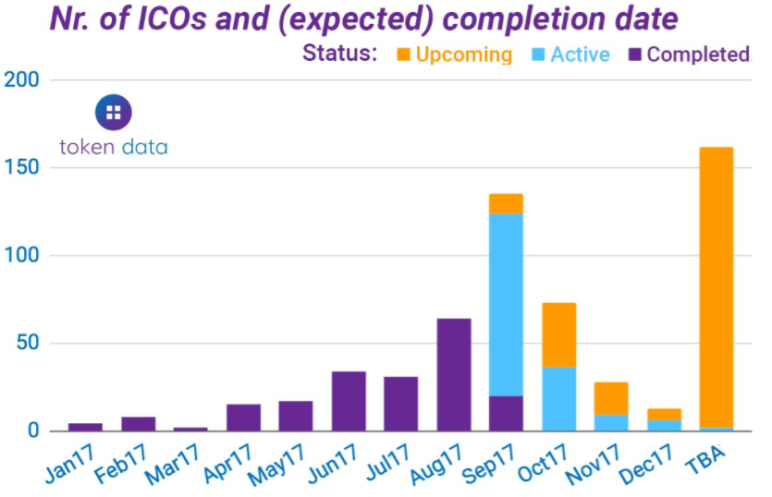 Nr. of ICOs and (expected) completion date
Status: Upcoming Active Completed
200
token data
150
100
50
0
Jan17 Feb17 Mar17 Apr17 May17 Jun17 Jul17 Aug17 Sep17 Oct17 Nov17 Dec17 TBA